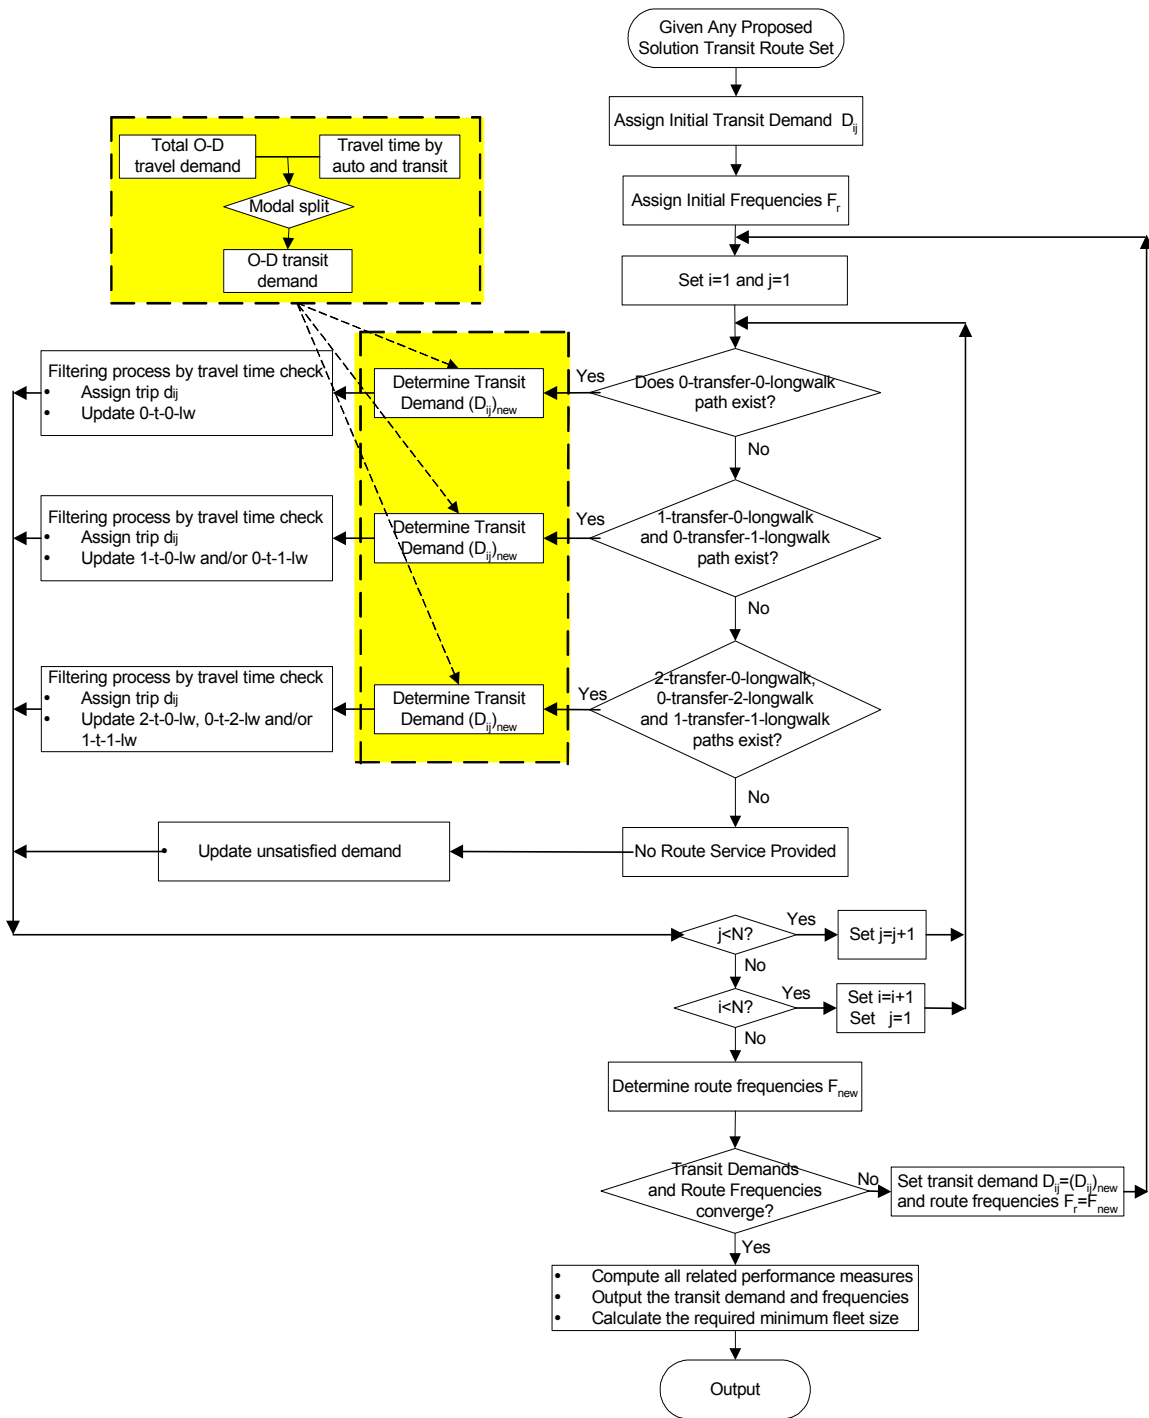 Given Any Proposed
Solution Transit Route Set
Assign Initial Transit Demand D_ij
Total O-D
travel demand
Travel time by
auto and transit
Modal split
O-D transit
demand
Assign Initial Frequencies F_r
Set i=1 and j=1
Does 0-transfer-0-longwalk
path exist?
Yes
No
Determine Transit
Demand (D_ij)_new
Filtering process by travel time check
• Assign trip d_ij
• Update 0-t-0-lw
1-transfer-0-longwalk
and 0-transfer-1-longwalk
path exist?
Yes
No
Determine Transit
Demand (D_ij)_new
Filtering process by travel time check
• Assign trip d_ij
• Update 1-t-0-lw and/or 0-t-1-lw
2-transfer-0-longwalk,
0-transfer-2-longwalk
and 1-transfer-1-longwalk
paths exist?
Yes
No
Determine Transit
Demand (D_ij)_new
Filtering process by travel time check
• Assign trip d_ij
• Update 2-t-0-lw, 0-t-2-lw and/or
1-t-1-lw
No Route Service Provided
• Update unsatisfied demand
j<N?
Yes
Set j=j+1
No
i<N?
Yes
Set i=i+1
Set j=1
No
Determine route frequencies F_new
Transit Demands
and Route Frequencies
converge?
No
Set transit demand D_ij=(D_ij)_new
and route frequencies F_r=F_new
Yes
• Compute all related performance measures
• Output the transit demand and frequencies
• Calculate the required minimum fleet size
Output